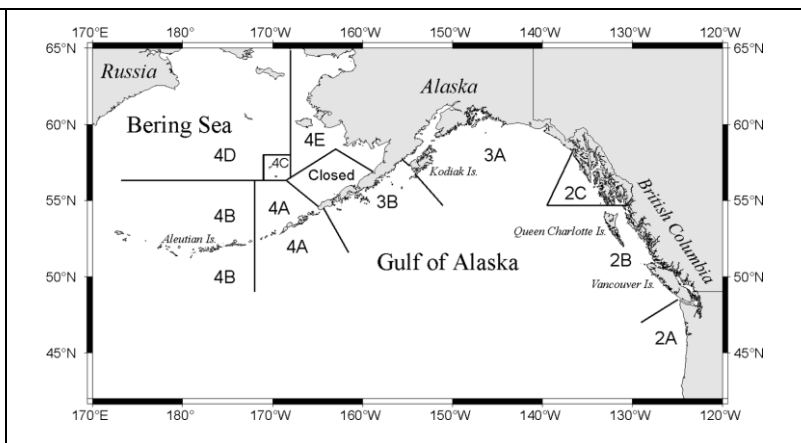 170°E 180° 170°W 160°W 150°W 140°W 130°W 120°W
65°N 65°N
Russia
Alaska
60°N 60°N
Bering Sea
4E
4D
4C
Closed
3A
Kodiak Is.
55°N 55°N
4B
4A
3B
2C
British Columbia
Queen Charlotte Is.
Aleutian Is.
4A
Gulf of Alaska
2B
50°N 50°N
4B
Vancouver Is.
2A
45°N 45°N
170°E 180° 170°W 160°W 150°W 140°W 130°W 120°W